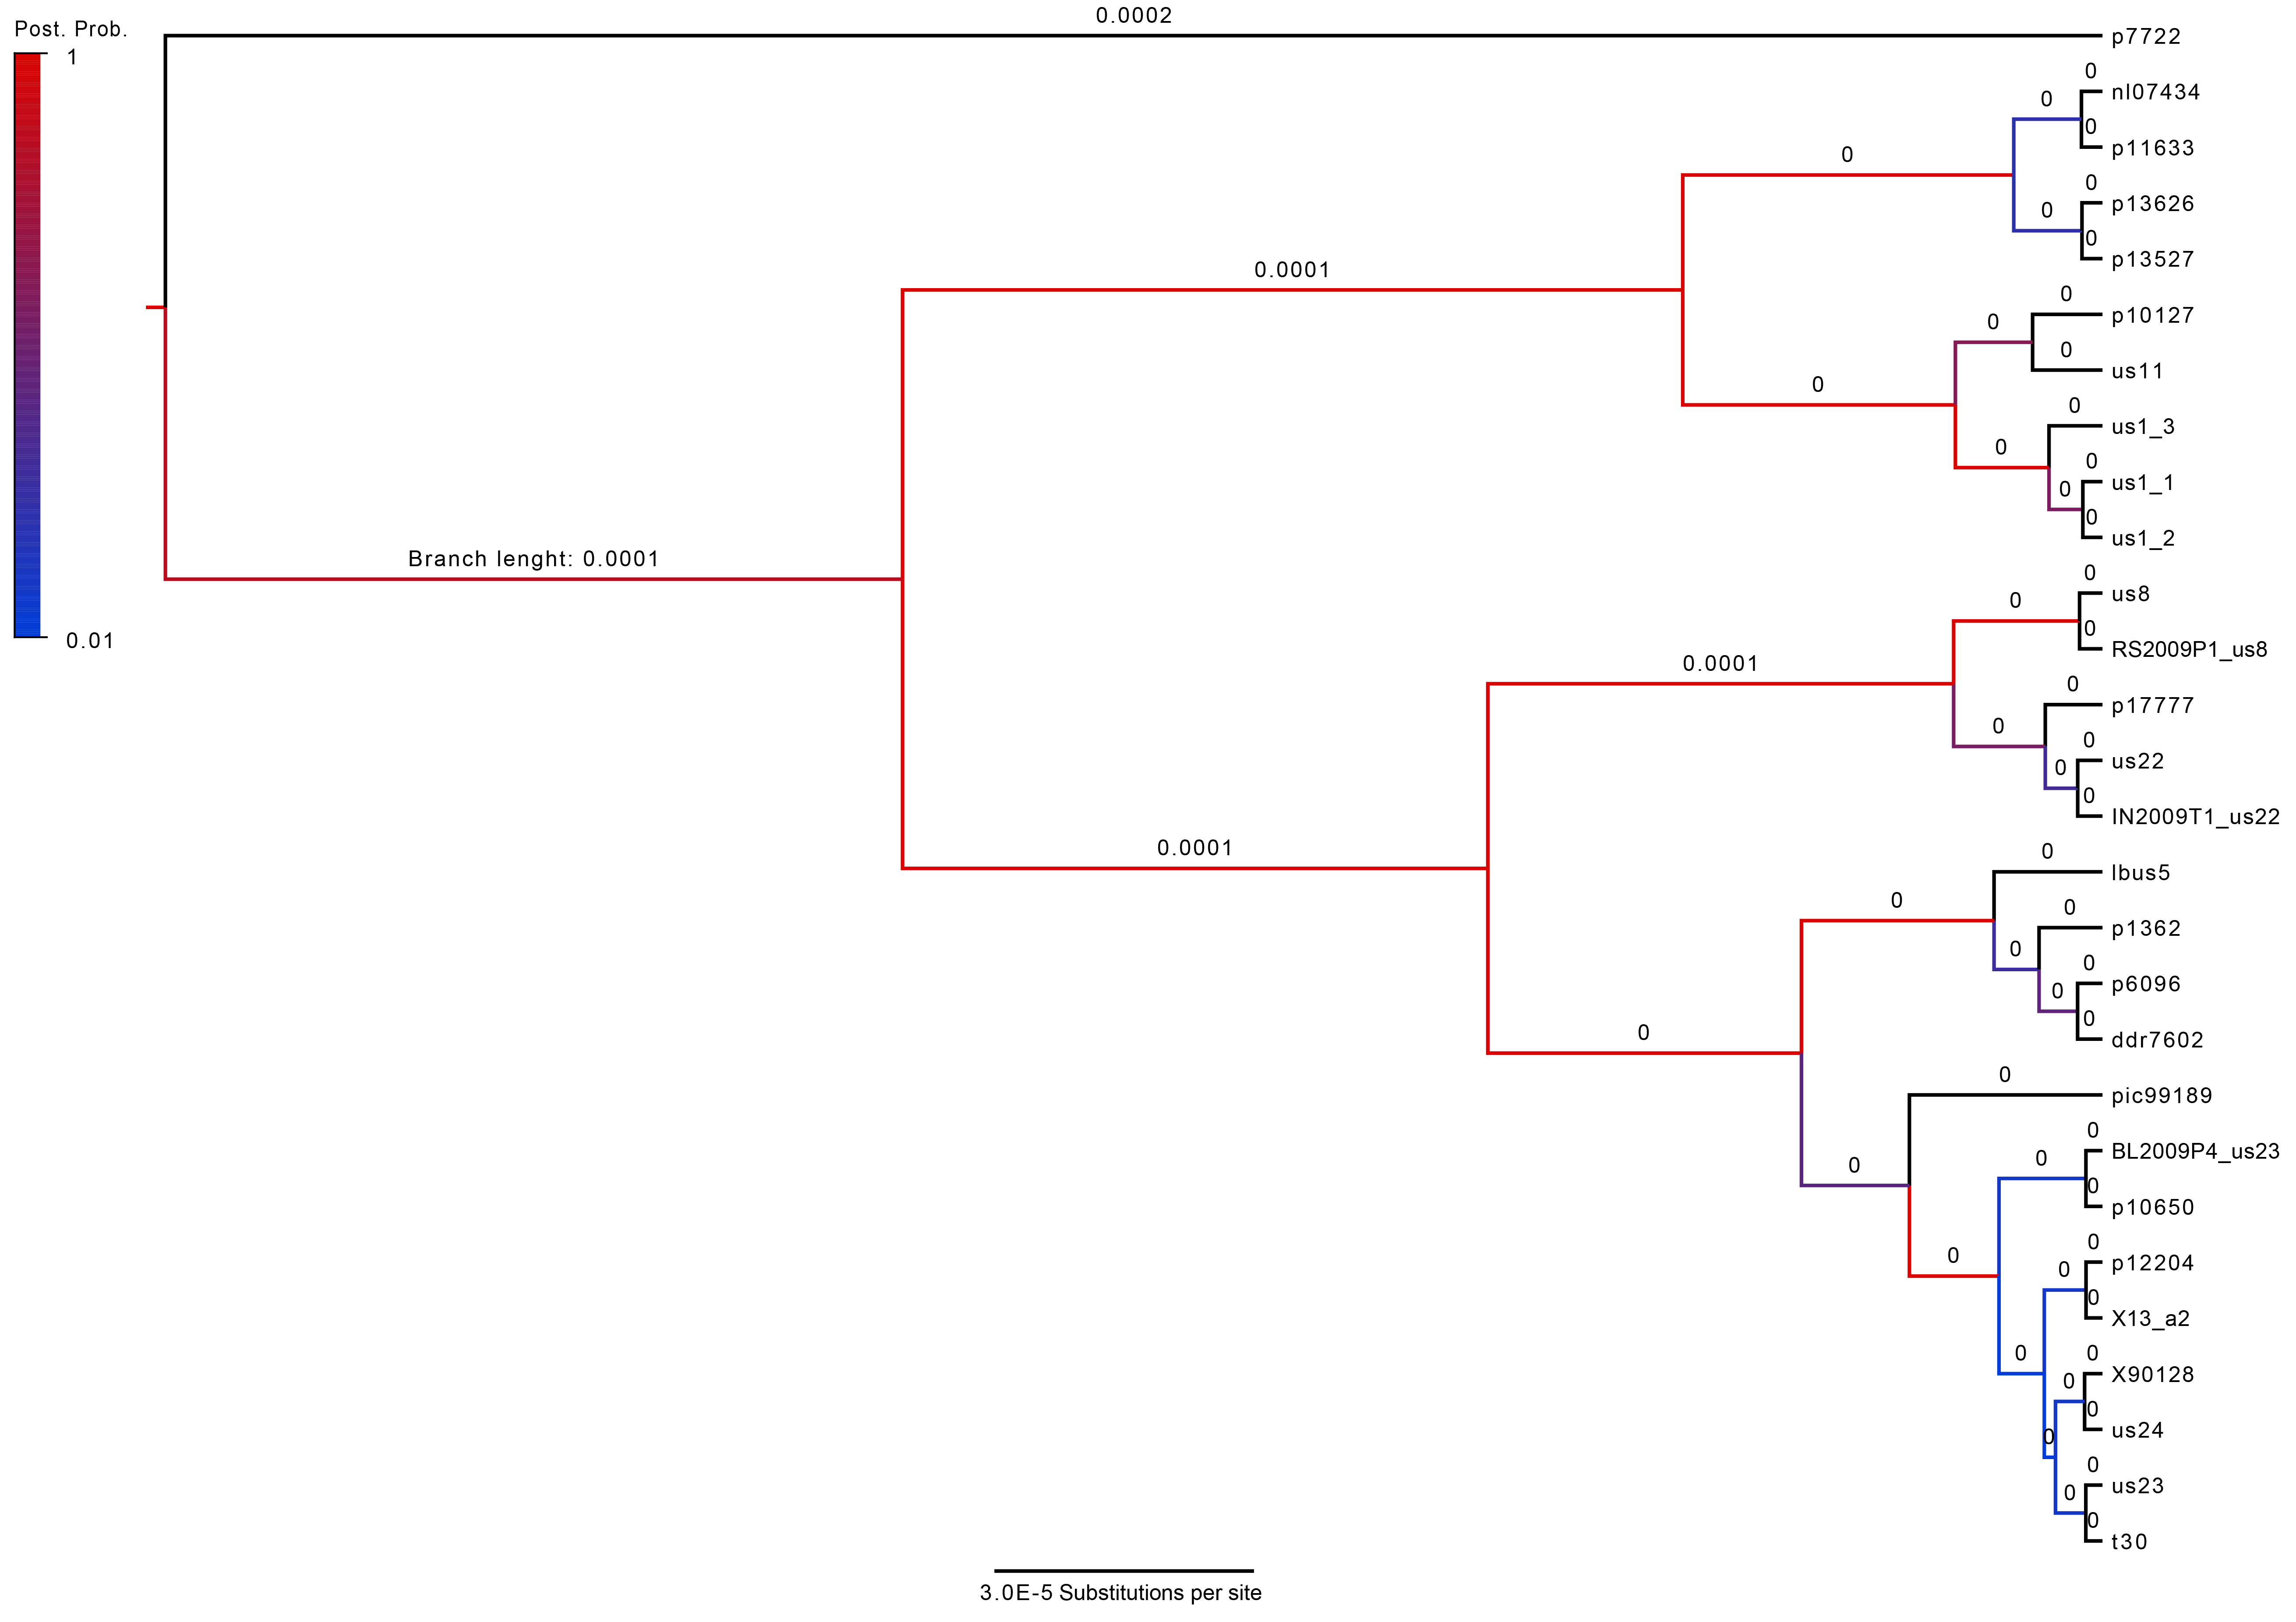 0.0002
Post. Prob.
p7722
1
0
nl07434
0
0
p11633
0
0
p13626
0
0
p13527
0.0001
0
p10127
0
0
us11
0
0
us1_3
0
0
us1_1
0
0
us1_2
Branch lenght: 0.0001
0
us8
0
0
RS2009P1_us8
0.01
0.0001
0
p17777
0
0
us22
0
0
IN2009T1_us22
0.0001
0
lbus5
0
0
p1362
0
0
p6096
0
0
ddr7602
0
0
pic99189
0
BL2009P4_us23
0
0
p10650
0
0
p12204
0
0
0
X13_a2
0
0
X90128
0
0
us24
0
0
us23
0
0
t30
3.0E-5 Substitutions per site